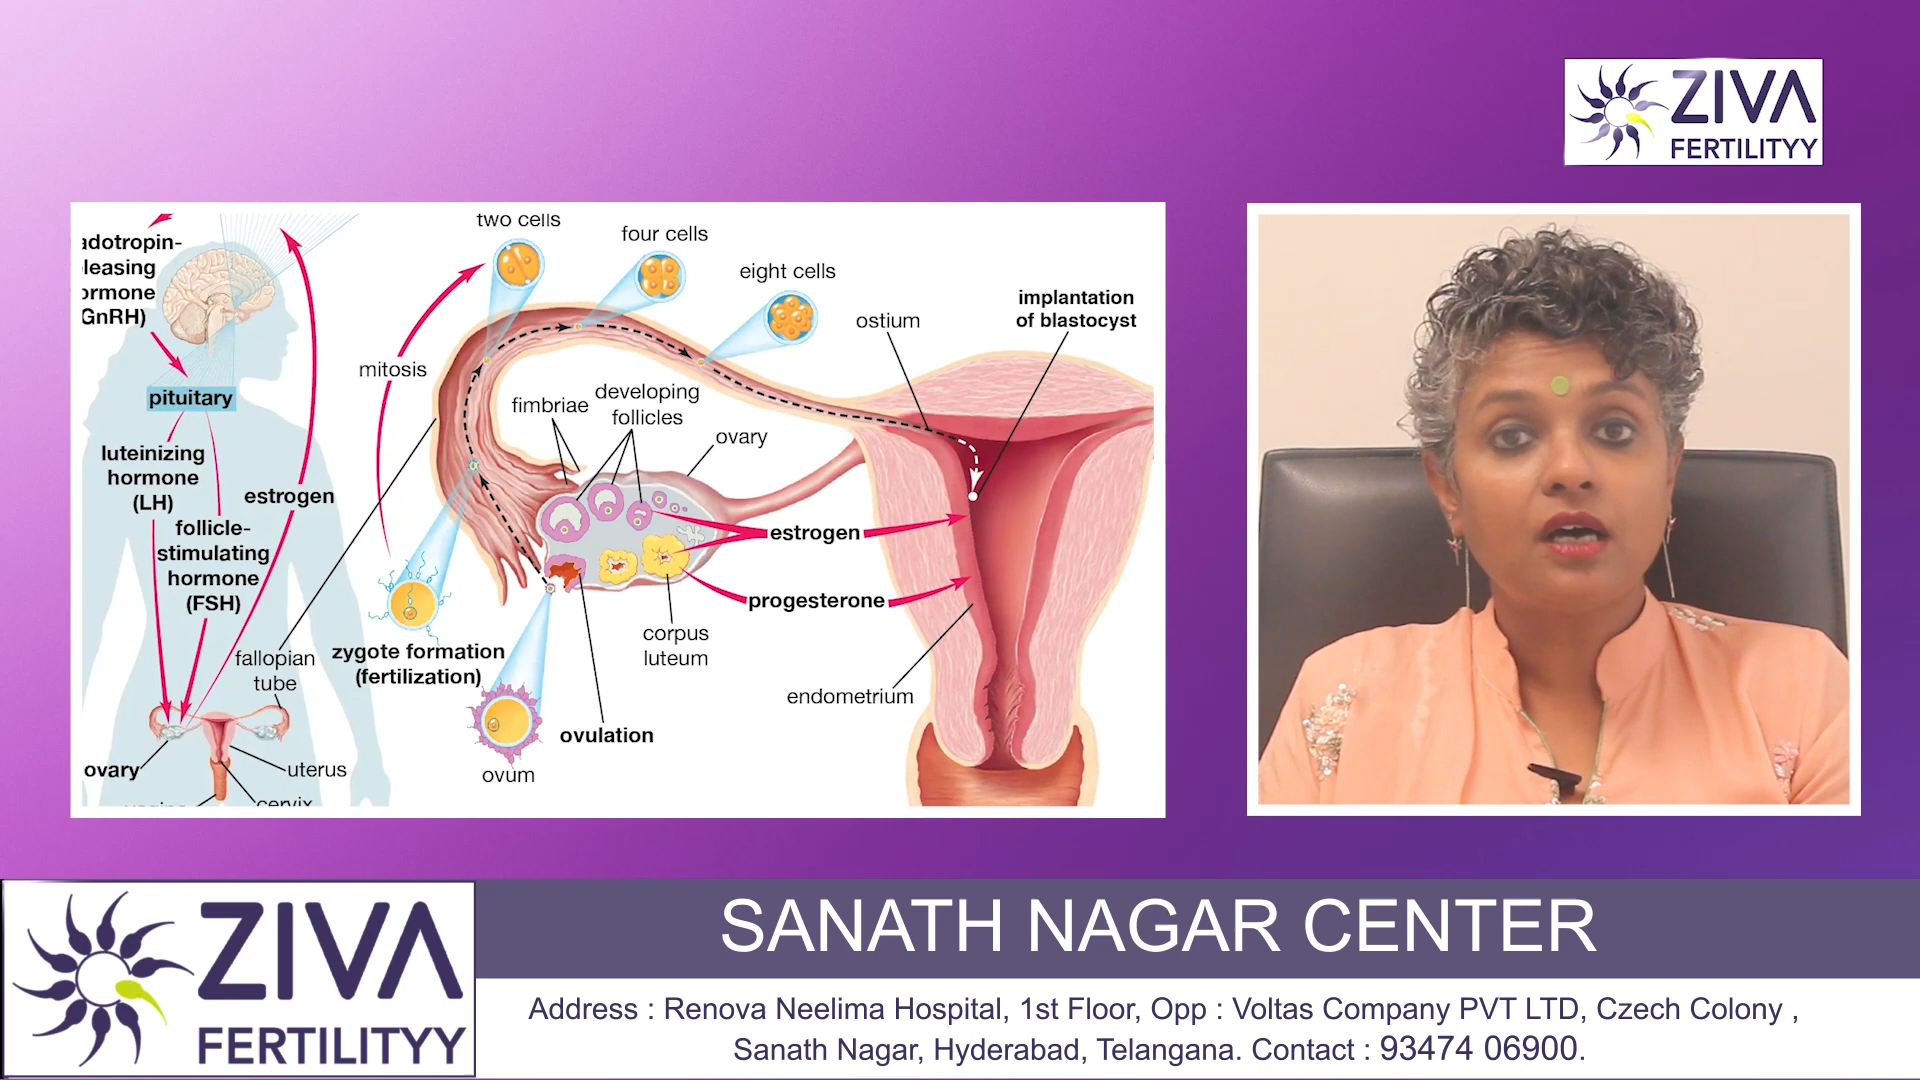 ZIVA
FERTILITYY
two cells
four cells
eight cells
adotropin-
leasing
ormone
GnRH)
implantation
of blastocyst
ostium
mitosis
pituitary
developing
follicles
fimbriae
ovary
luteinizing
hormone
(LH)
estrogen
follicle-
stimulating
hormone
(FSH)
estrogen
progesterone
corpus
luteum
zygote formation
(fertilization)
fallopian
tube
endometrium
ovulation
ovum
ovary
uterus
vagina
cervix
ZIVA
FERTILITYY
SANATH NAGAR CENTER
Address : Renova Neelima Hospital, 1st Floor, Opp : Voltas Company PVT LTD, Czech Colony ,
Sanath Nagar, Hyderabad, Telangana. Contact : 93474 06900.